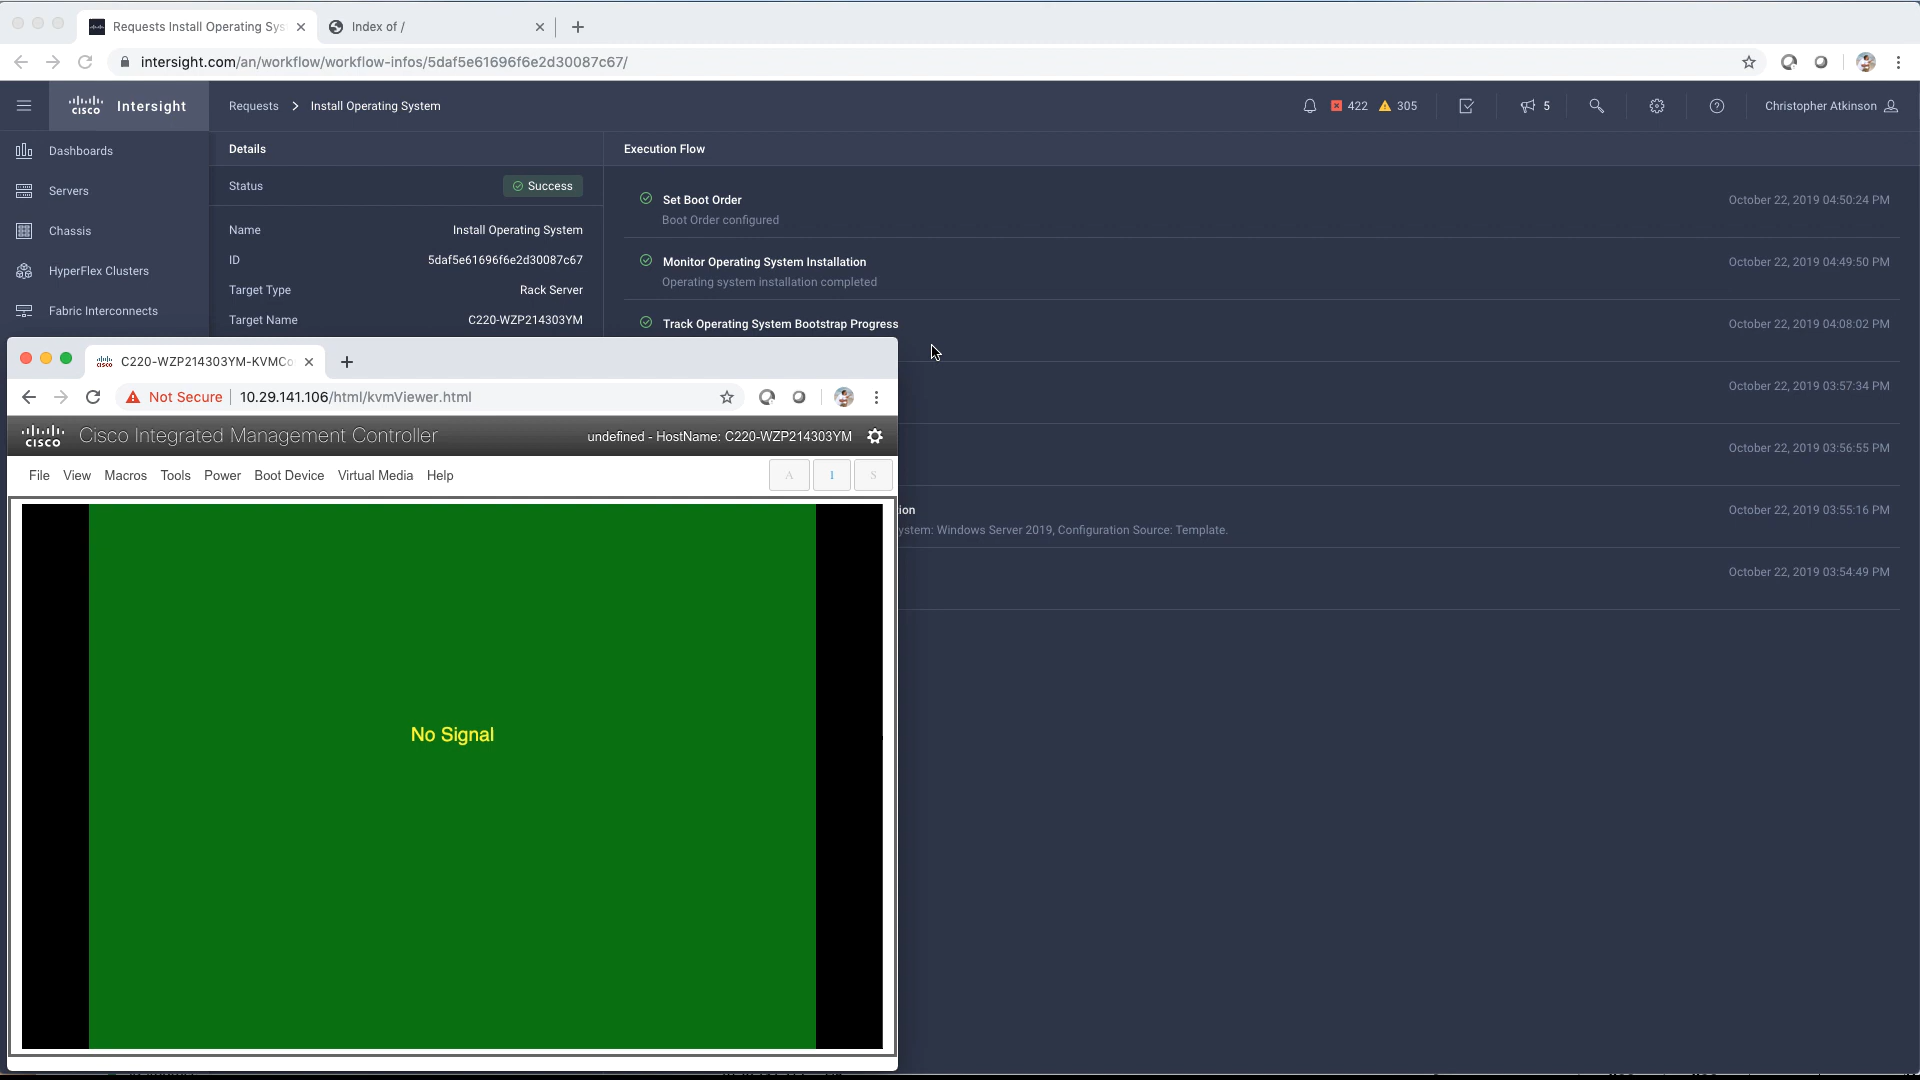 Requests Install Operating Sys
Index of /
intersight.com/an/workflow/workflow-infos/5daf5e61696f6e2d30087c67/
cisco Intersight
Requests > Install Operating System
422 305
5
Christopher Atkinson
Dashboards
Servers
Chassis
HyperFlex Clusters
Fabric Interconnects
Details
Status Success
Name Install Operating System
ID 5daf5e61696f6e2d30087c67
Target Type Rack Server
Target Name C220-WZP214303YM
Execution Flow
Set Boot Order October 22, 2019 04:50:24 PM
Boot Order configured
Monitor Operating System Installation October 22, 2019 04:49:50 PM
Operating system installation completed
Track Operating System Bootstrap Progress October 22, 2019 04:08:02 PM
October 22, 2019 03:57:34 PM
October 22, 2019 03:56:55 PM
ion October 22, 2019 03:55:16 PM
ystem: Windows Server 2019, Configuration Source: Template.
October 22, 2019 03:54:49 PM
C220-WZP214303YM-KVMCo
Not Secure 10.29.141.106/html/kvmViewer.html
cisco Cisco Integrated Management Controller undefined - HostName: C220-WZP214303YM
File View Macros Tools Power Boot Device Virtual Media Help A 1 S
No Signal